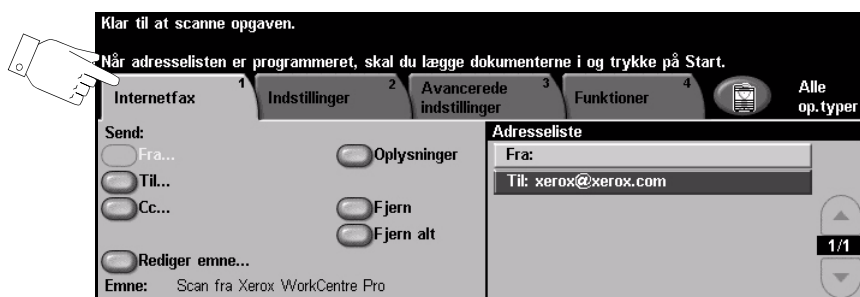 Klar til at scanne opgaven.
Når adresselisten er programmeret, skal du lægge dokumenterne i og trykke på Start.
Internetfax 1
Indstillinger 2
Avancerede 3
indstillinger
Funktioner 4
Alle
op.typer
Send:
Fra...
Oplysninger
Til...
Cc...
Fjern
Fjern alt
Rediger emne...
Emne: Scan fra Xerox WorkCentre Pro
Adresseliste
Fra:
Til: xerox@xerox.com
1/1